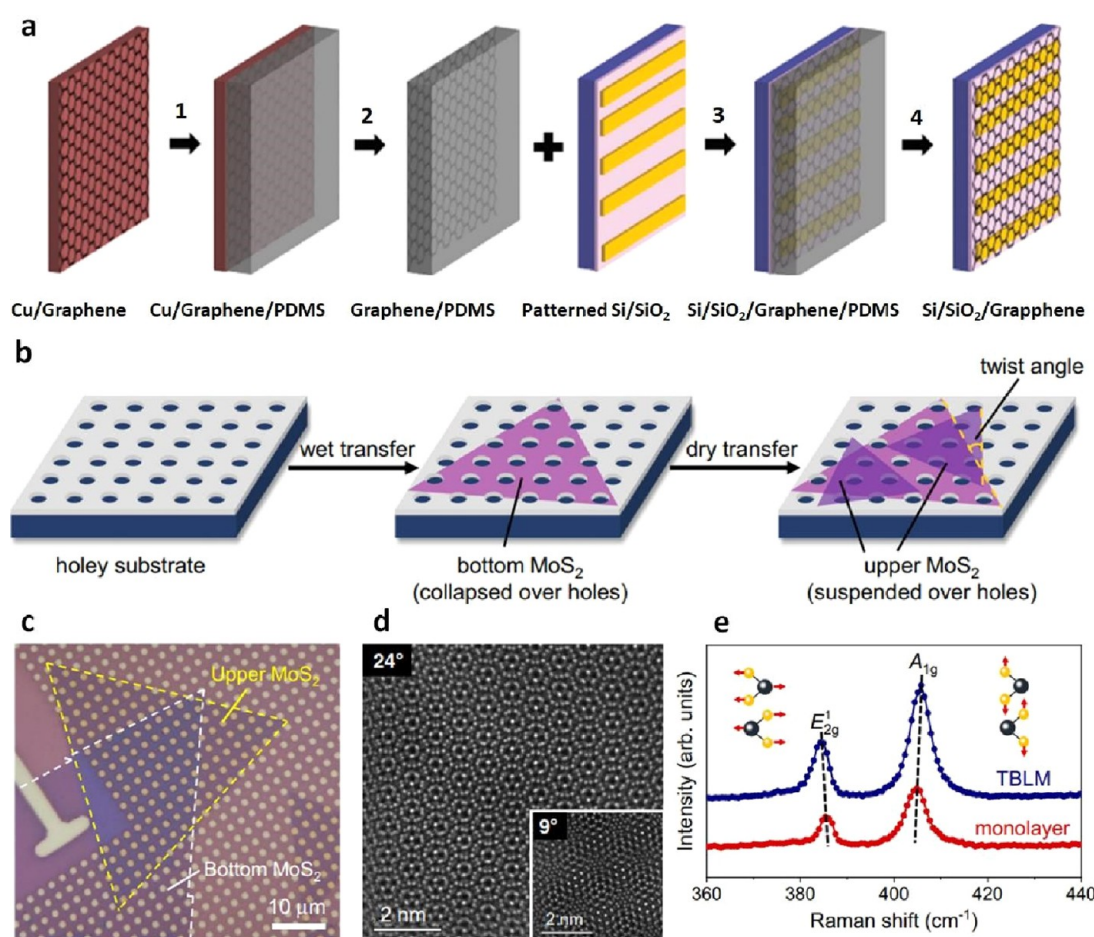 a
1
2
3
4
Cu/Graphene
Cu/Graphene/PDMS
Graphene/PDMS
Patterned Si/SiO2
Si/SiO2/Graphene/PDMS
Si/SiO2/Grapphene
b
twist angle
wet transfer
dry transfer
holey substrate
bottom MoS2
(collapsed over holes)
upper MoS2
(suspended over holes)
c
Upper MoS2
Bottom MoS2
10 μm
d
24°
2 nm
9°
2 nm
e
A1g
E12g
TBLM
monolayer
Intensity (arb. units)
360
380
400
420
440
Raman shift (cm-1)